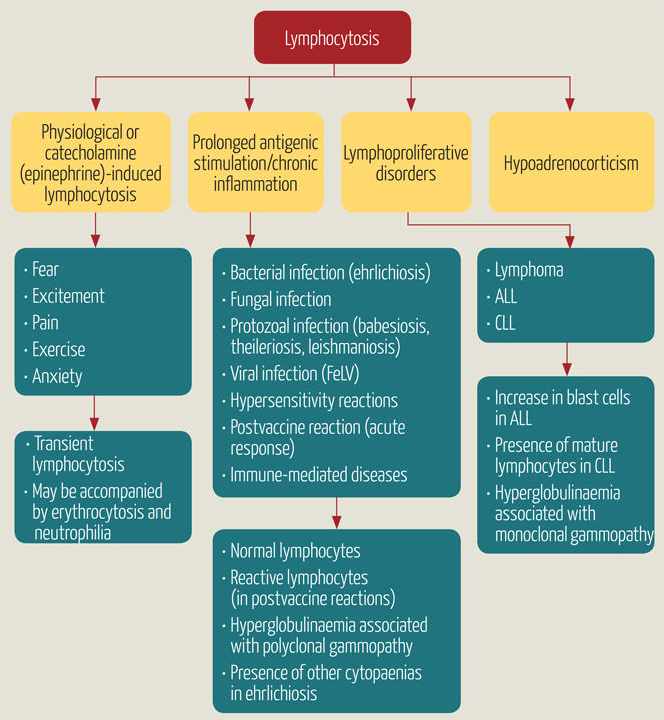 Lymphocytosis
Physiological or
catecholamine
(epinephrine)-induced
lymphocytosis
Prolonged antigenic
stimulation/chronic
inflammation
Lymphoproliferative
disorders
Hypoadrenocorticism
· Fear
· Excitement
· Pain
· Exercise
· Anxiety
· Transient
lymphocytosis
· May be accompanied
by erythrocytosis and
neutrophilia
· Bacterial infection (ehrlichiosis)
· Fungal infection
· Protozoal infection (babesiosis,
theileriosis, leishmaniosis)
· Viral infection (FeLV)
· Hypersensitivity reactions
· Postvaccine reaction (acute
response)
· Immune-mediated diseases
· Normal lymphocytes
· Reactive lymphocytes
(in postvaccine reactions)
· Hyperglobulinaemia associated
with polyclonal gammopathy
· Presence of other cytopaenias
in ehrlichiosis
· Lymphoma
· ALL
· CLL
· Increase in blast cells
in ALL
· Presence of mature
lymphocytes in CLL
· Hyperglobulinaemia
associated with
monoclonal gammopathy